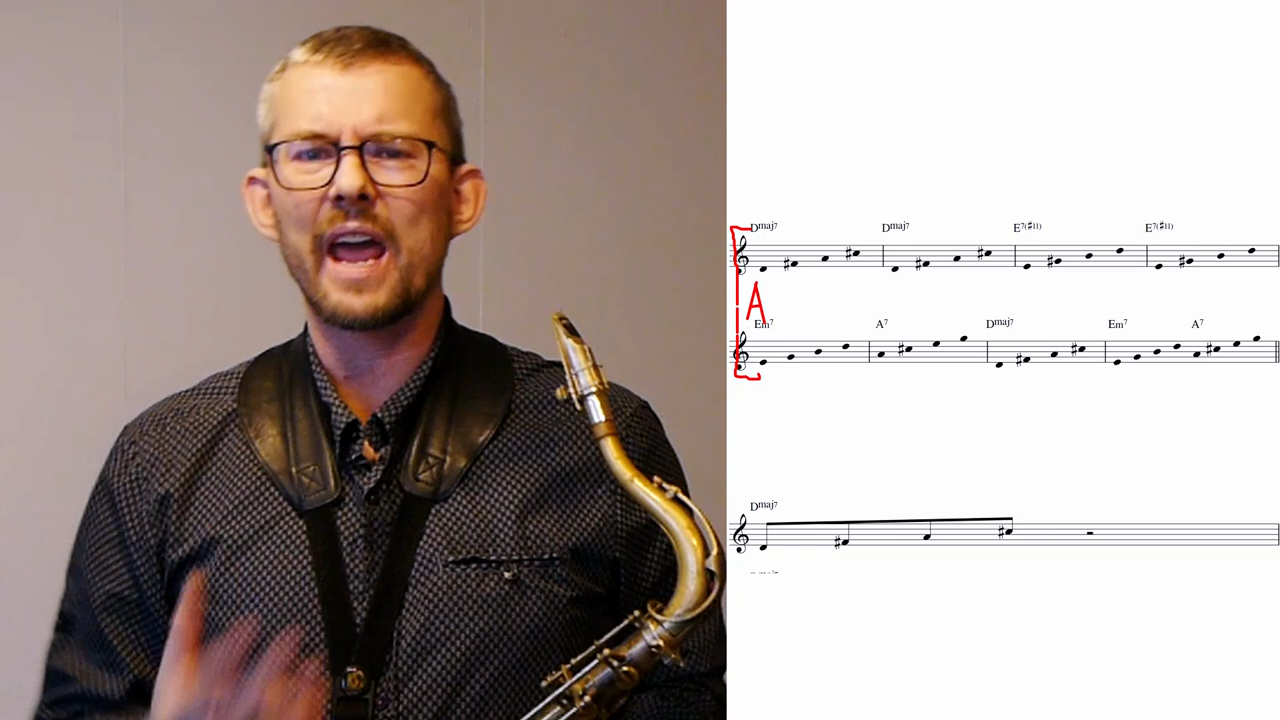 Dmaj7 Dmaj7 E7(♯11) E7(♯11)
A
Em7 A7 Dmaj7 Em7 A7
Dmaj7